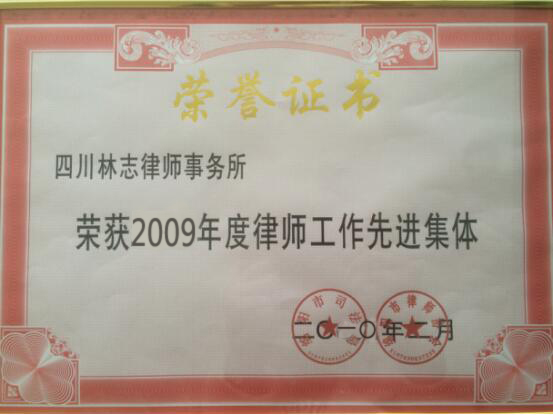 荣誉证书
四川林志律师事务所
荣获2009年度律师工作先进集体
二〇一〇年二月